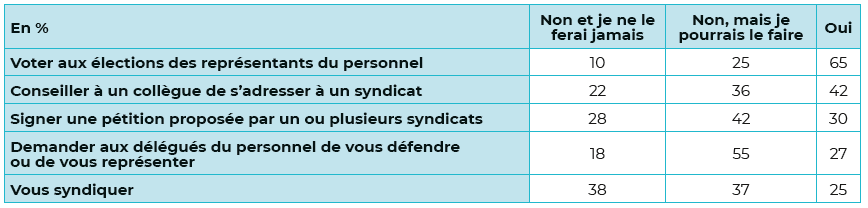 En %
Non et je ne le
ferai jamais
Non, mais je
pourrais le faire
Oui
Voter aux élections des représentants du personnel 10 25 65
Conseiller à un collègue de s’adresser à un syndicat 22 36 42
Signer une pétition proposée par un ou plusieurs syndicats 28 42 30
Demander aux délégués du personnel de vous défendre
ou de vous représenter 18 55 27
Vous syndiquer 38 37 25